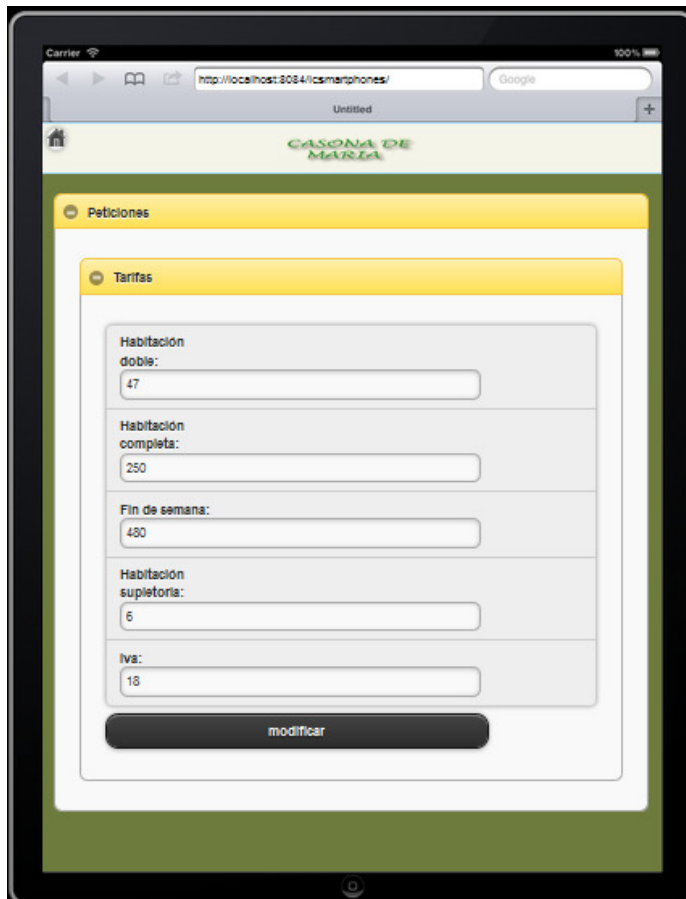 Carrier 100%
http://localhost:8084/lcsmartphones/ Google
Untitled
CASONA DE
MARIA
Peticiones
Tarifas
Habitación
doble:
47
Habitación
completa:
250
Fin de semana:
480
Habitación
supletoria:
6
Iva:
18
modificar